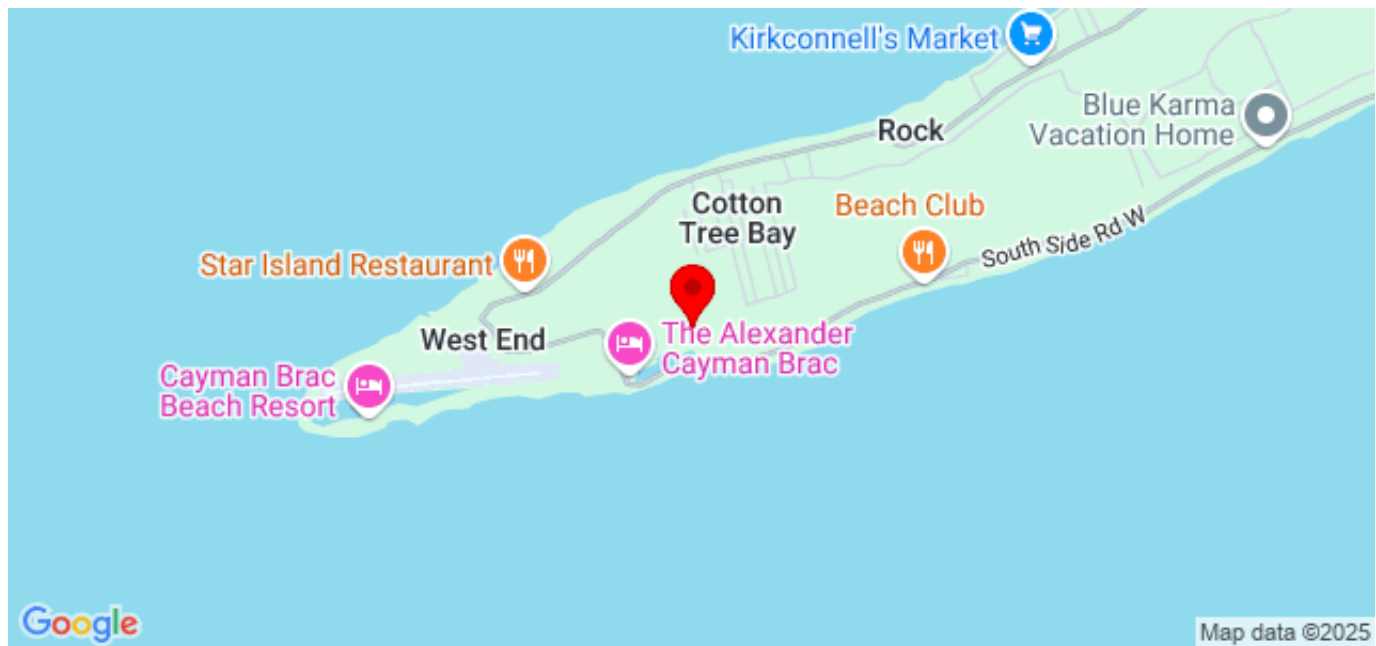 Kirkconnell's Market
Blue Karma
Vacation Home
Rock
Cotton
Tree Bay
Beach Club
South Side Rd W
Star Island Restaurant
West End
The Alexander
Cayman Brac
Cayman Brac
Beach Resort
Google
Map data ©2025